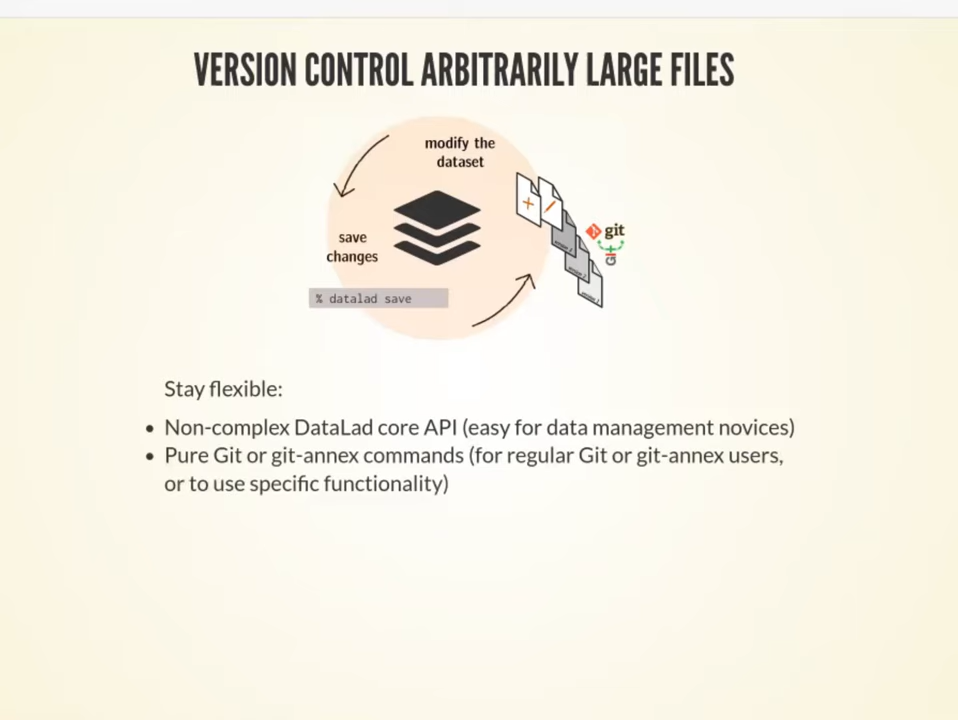 VERSION CONTROL ARBITRARILY LARGE FILES
modify the
dataset
git
save
changes
% datalad save
Stay flexible:
• Non-complex DataLad core API (easy for data management novices)
• Pure Git or git-annex commands (for regular Git or git-annex users,
or to use specific functionality)